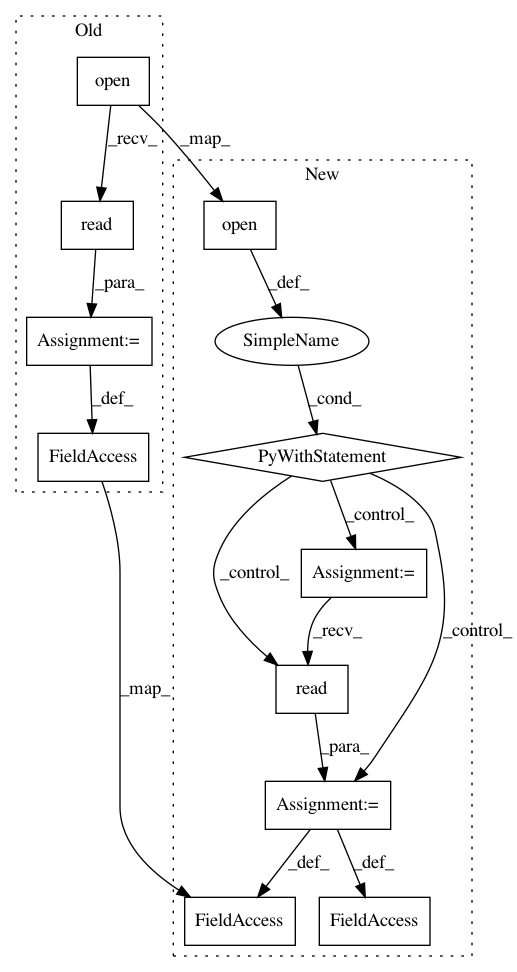 Old
open
_recv_
_map_
New
read
open
_para_
_def_
Assignment:=
SimpleName
_def_
_cond_
FieldAccess
PyWithStatement
_control_
_control_
Assignment:=
_control_
_recv_
_map_
read
_para_
Assignment:=
_def_
_def_
FieldAccess
FieldAccess